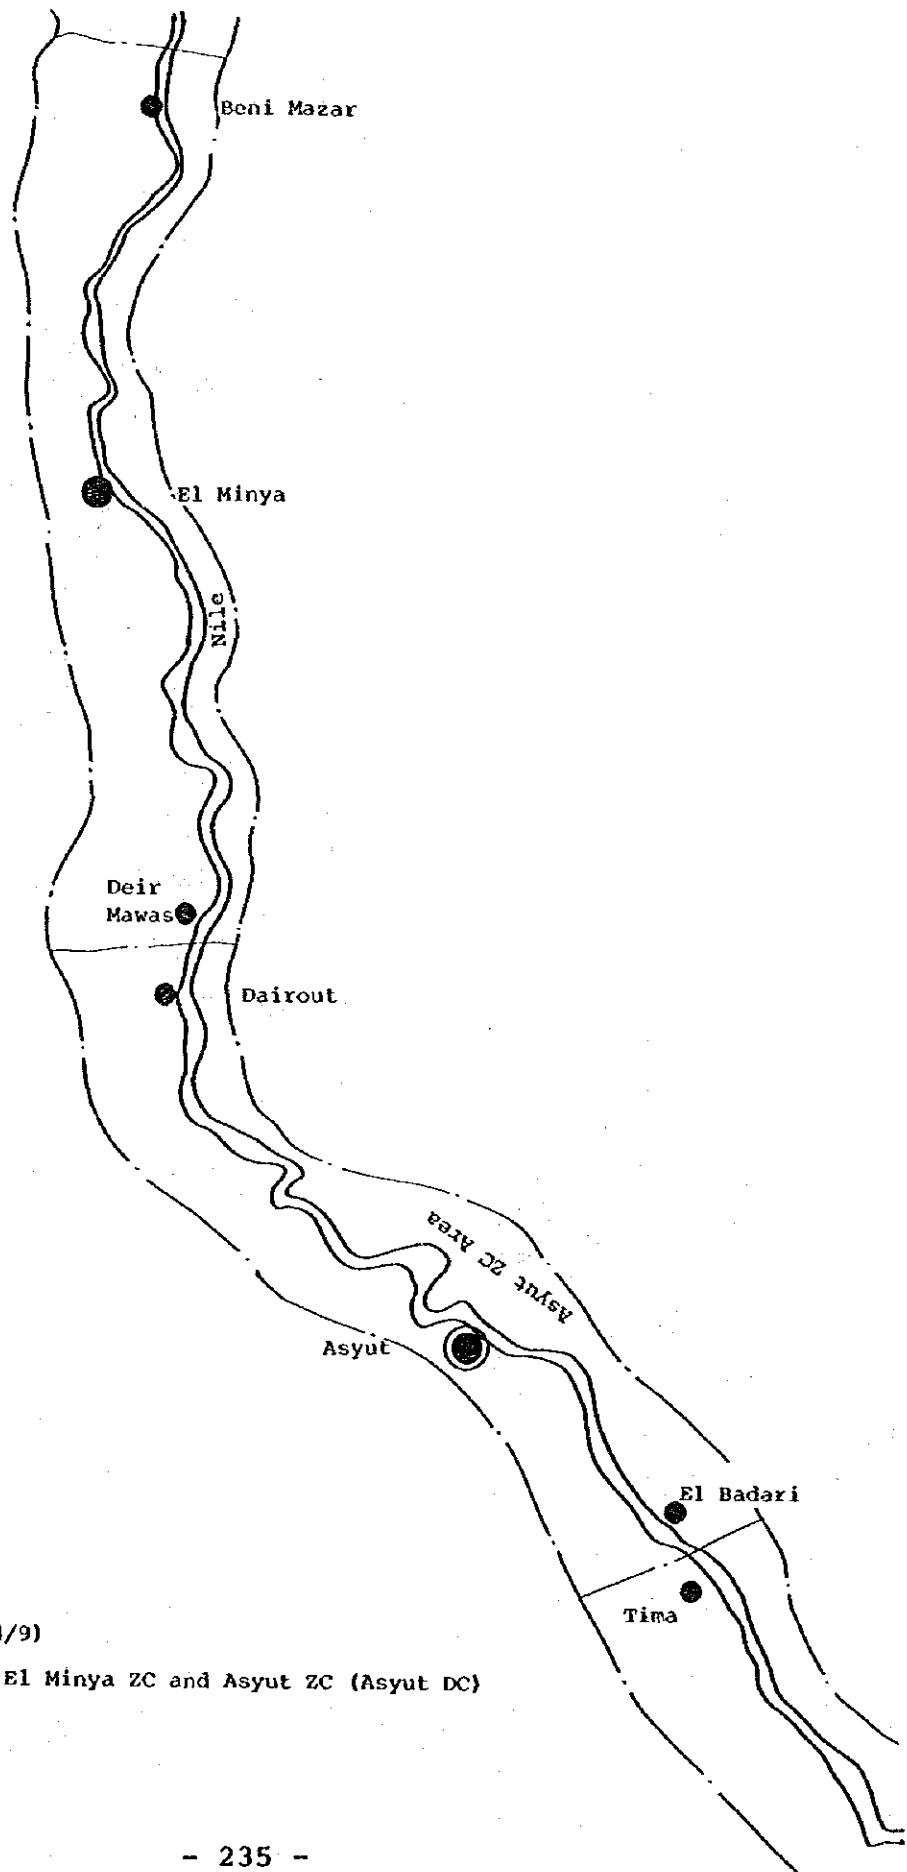 Beni Mazar
El Minya
Nile
Deir
Mawas
Dairout
Asyut ZC Area
Asyut
El Badari
Tima
/9)
El Minya ZC and Asyut ZC (Asyut DC)
- 235 -